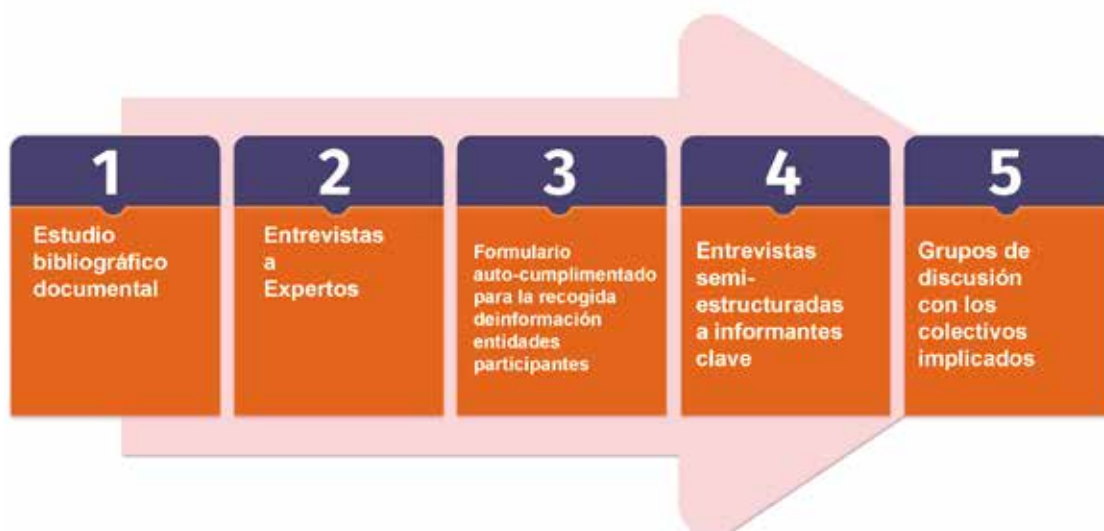 1
Estudio
bibliográfico
documental
2
Entrevistas
a
Expertos
3
Formulario
auto-cumplimentado
para la recogida
deinformación
entidades
participantes
4
Entrevistas
semi-
estructuradas
a informantes
clave
5
Grupos de
discusión
con los
colectivos
implicados